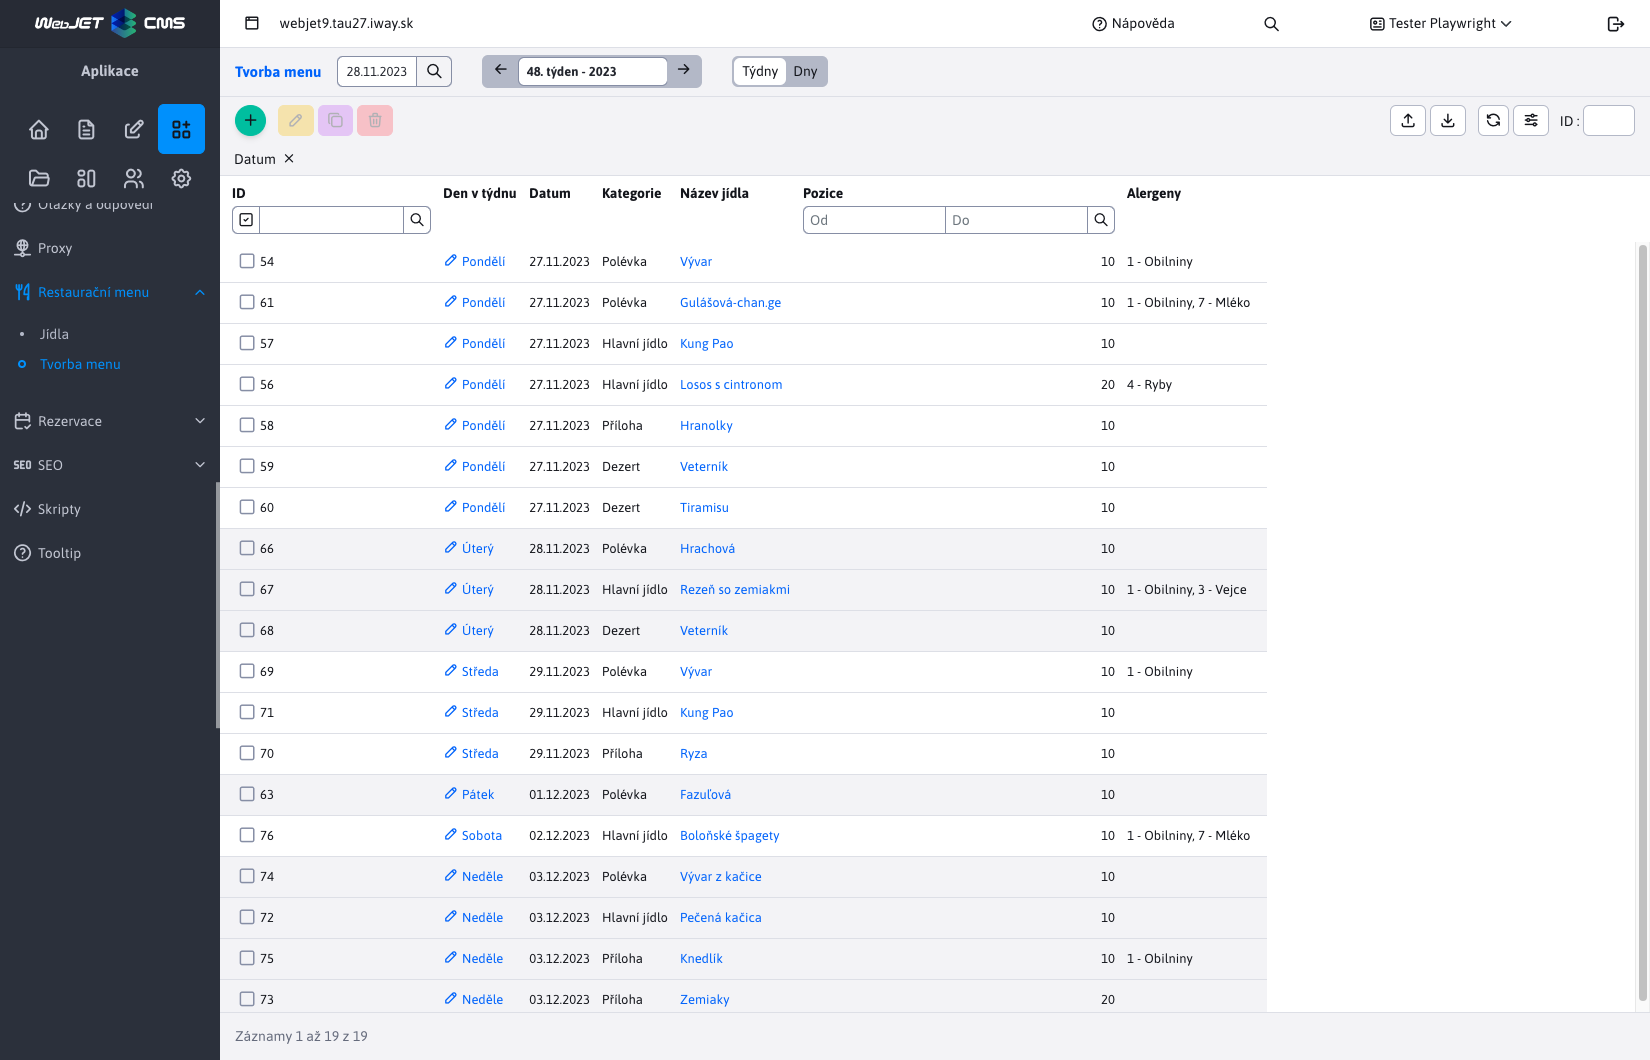 WebJET CMS
webjet9.tau27.iway.sk
Nápověda
Tester Playwright
Aplikace
Otázky a odpovědi
Proxy
Restaurační menu
Jídla
Tvorba menu
Rezervace
SEO SEO
Skripty
Tooltip
Tvorba menu 28.11.2023 48. týden - 2023 Týdny Dny
ID :
Datum
ID Den v týdnu Datum Kategorie Název jídla Pozice Alergeny
Od Do
54 Pondělí 27.11.2023 Polévka Vývar 10 1 - Obilniny
61 Pondělí 27.11.2023 Polévka Gulášová-chan.ge 10 1 - Obilniny, 7 - Mléko
57 Pondělí 27.11.2023 Hlavní jídlo Kung Pao 10
56 Pondělí 27.11.2023 Hlavní jídlo Losos s cintronom 20 4 - Ryby
58 Pondělí 27.11.2023 Příloha Hranolky 10
59 Pondělí 27.11.2023 Dezert Veterník 10
60 Pondělí 27.11.2023 Dezert Tiramisu 10
66 Úterý 28.11.2023 Polévka Hrachová 10
67 Úterý 28.11.2023 Hlavní jídlo Rezeň so zemiakmi 10 1 - Obilniny, 3 - Vejce
68 Úterý 28.11.2023 Dezert Veterník 10
69 Středa 29.11.2023 Polévka Vývar 10 1 - Obilniny
71 Středa 29.11.2023 Hlavní jídlo Kung Pao 10
70 Středa 29.11.2023 Příloha Ryza 10
63 Pátek 01.12.2023 Polévka Fazuľová 10
76 Sobota 02.12.2023 Hlavní jídlo Boloňské špagety 10 1 - Obilniny, 7 - Mléko
74 Neděle 03.12.2023 Polévka Vývar z kačice 10
72 Neděle 03.12.2023 Hlavní jídlo Pečená kačica 10
75 Neděle 03.12.2023 Příloha Knedlík 10 1 - Obilniny
73 Neděle 03.12.2023 Příloha Zemiaky 20
Záznamy 1 až 19 z 19